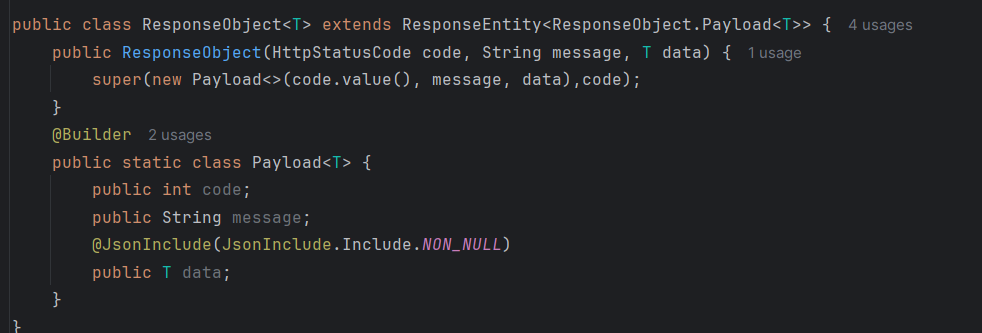 public class ResponseObject<T> extends ResponseEntity<ResponseObject.Payload<T>> {  4 usages
    public ResponseObject(HttpStatusCode code, String message, T data) {  1 usage
        super(new Payload<>(code.value(), message, data),code);
    }
    @Builder  2 usages
    public static class Payload<T> {
        public int code;
        public String message;
        @JsonInclude(JsonInclude.Include.NON_NULL)
        public T data;
    }
}